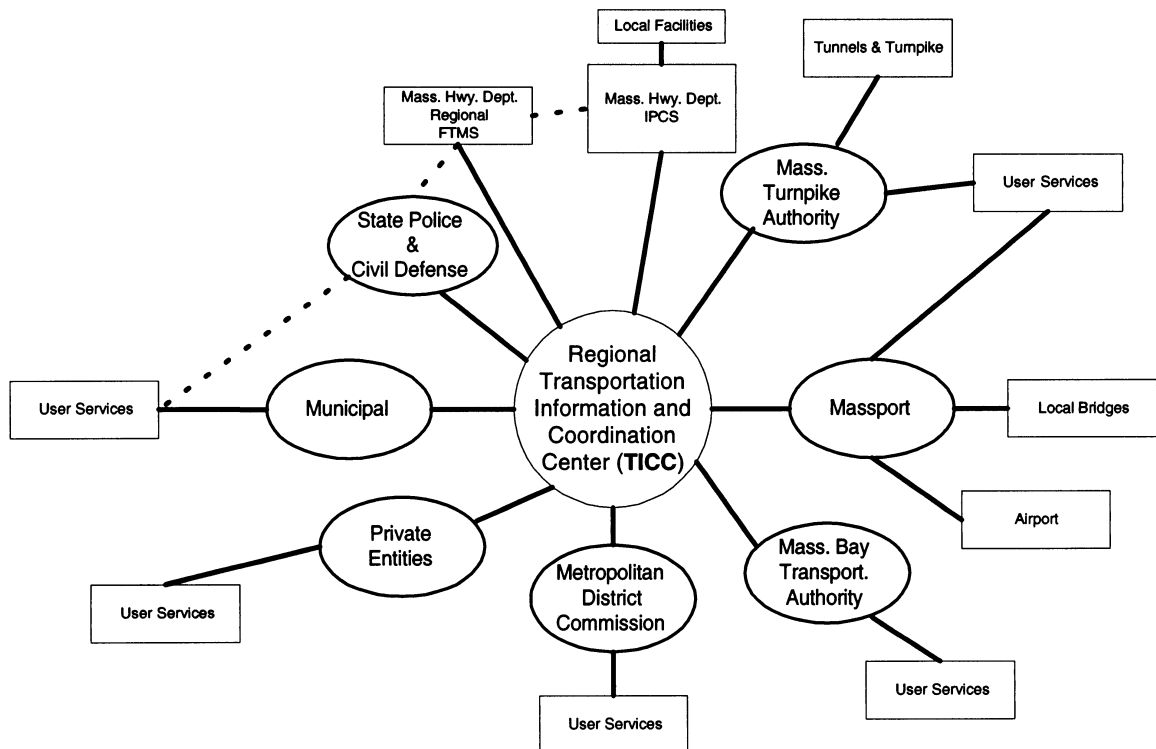 Local Facilities
Tunnels & Turnpike
Mass. Hwy. Dept.
Regional
FTMS
Mass. Hwy. Dept.
IPCS
Mass.
Turnpike
Authority
User Services
State Police
&
Civil Defense
Regional
Transportation
Information and
Coordination
Center (TICC)
User Services
Municipal
Massport
Local Bridges
Private
Entities
Airport
Mass. Bay
Transport.
Authority
Metropolitan
District
Commission
User Services
User Services
User Services